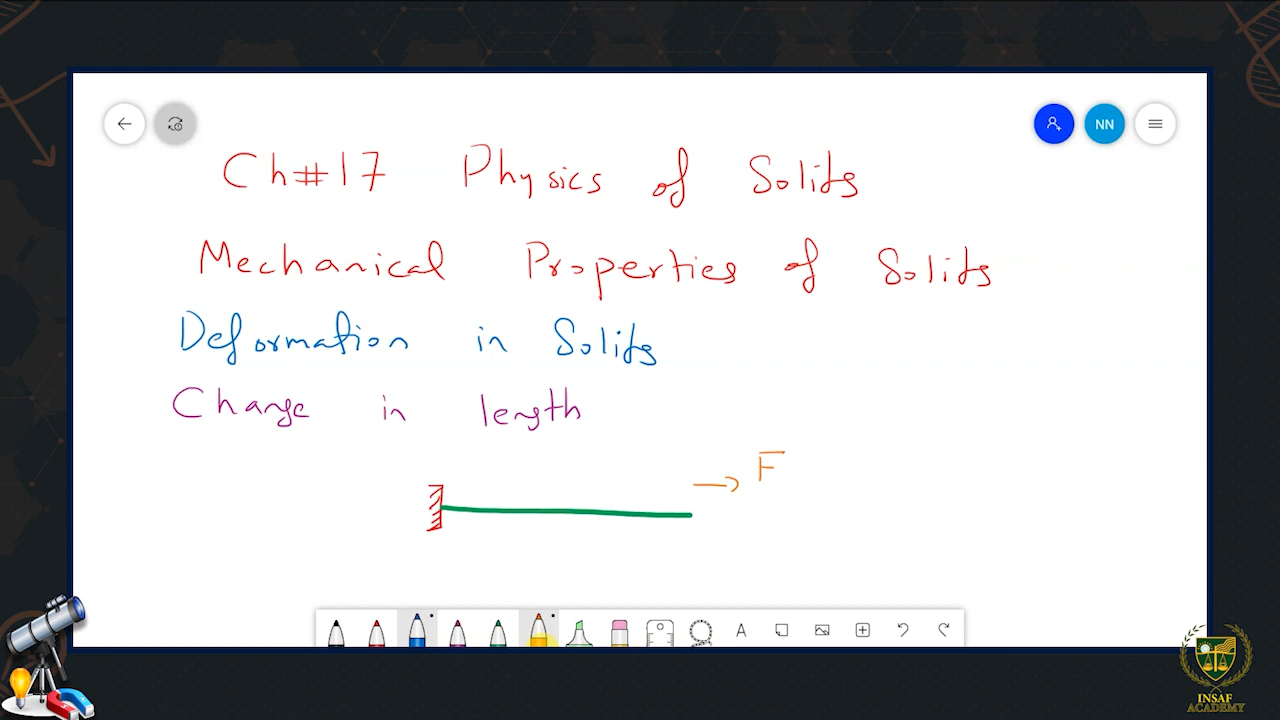 NN
Ch#17 Physics of Solids
Mechanical Properties of Solids
Deformation in Solids
Change in length
F
A
INSAF
ACADEMY